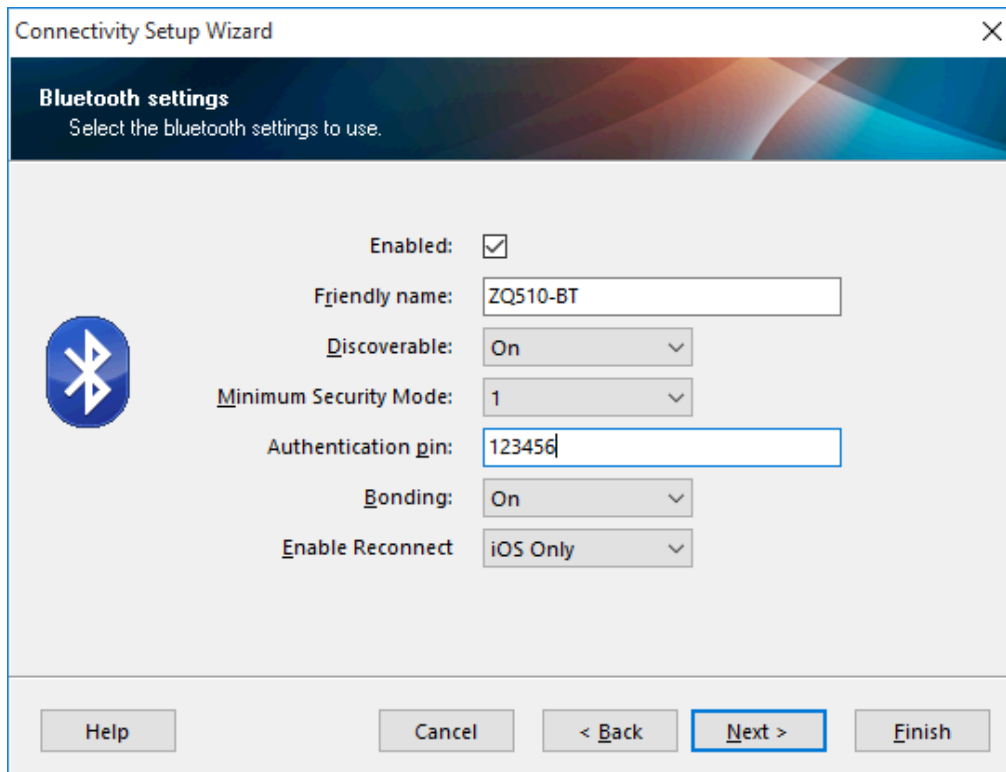 Connectivity Setup Wizard
Bluetooth settings
Select the bluetooth settings to use.
Enabled:
Friendly name: ZQ510-BT
Discoverable: On
Minimum Security Mode: 1
Authentication pin: 123456
Bonding: On
Enable Reconnect iOS Only
Help Cancel < Back Next > Finish